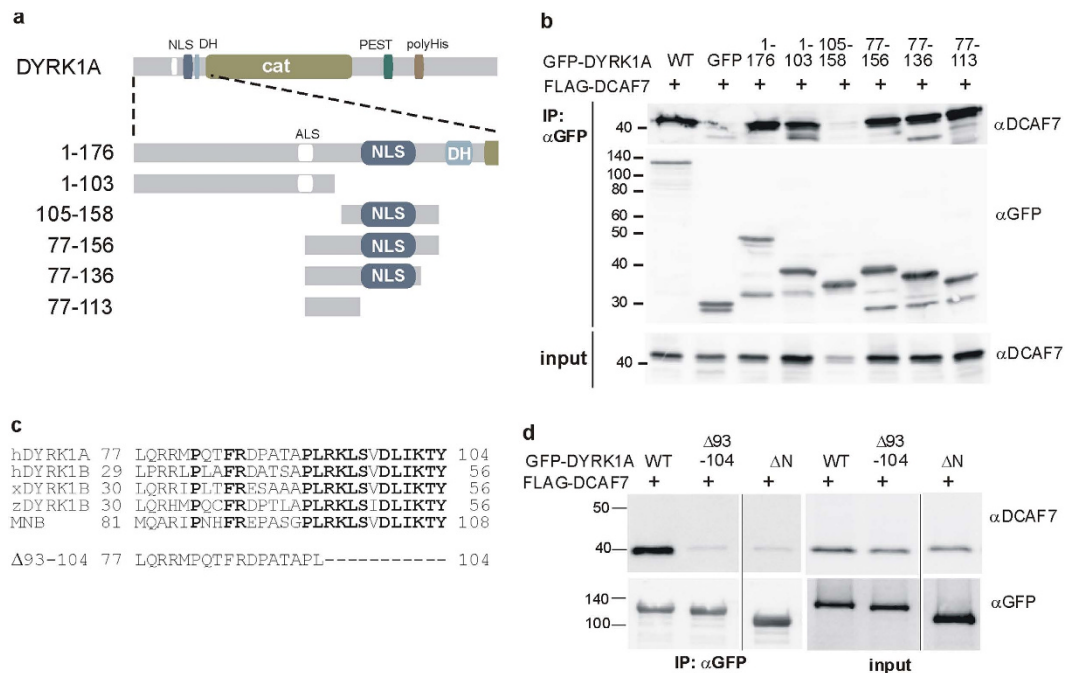 a
NLS DH PEST polyHis
DYRK1A cat
ALS
1-176 NLS DH
1-103
105-158 NLS
77-156 NLS
77-136 NLS
77-113
b
GFP-DYRK1A WT GFP 1-176 1-103 105-158 77-156 77-136 77-113
FLAG-DCAF7 + + + + + + + +
IP: αGFP
40 αDCAF7
140
120
80
60 αGFP
50
40
30
input 40 αDCAF7
c
hDYRK1A 77 LQRRMPQTFRDPATAPLRKLSVDLIKTY 104
hDYRK1B 29 LPRRLPLAFRDATSAPLRKLSVDLIKTY 56
xDYRK1B 30 LQRRIPLTFRESAAAPLRKLSVDLIKTY 56
zDYRK1B 30 LQRHMPQCFRDPTLAPLRKLSIDLIKTY 56
MNB 81 MQARIPNHFREPASGPLRKLSVDLIKTY 108
Δ93-104 77 LQRRMPQTFRDPATAPL------------ 104
d
GFP-DYRK1A WT Δ93-104 ΔN WT Δ93-104 ΔN
FLAG-DCAF7 + + + + + +
50
αDCAF7
40
140
αGFP
100
IP: αGFP input